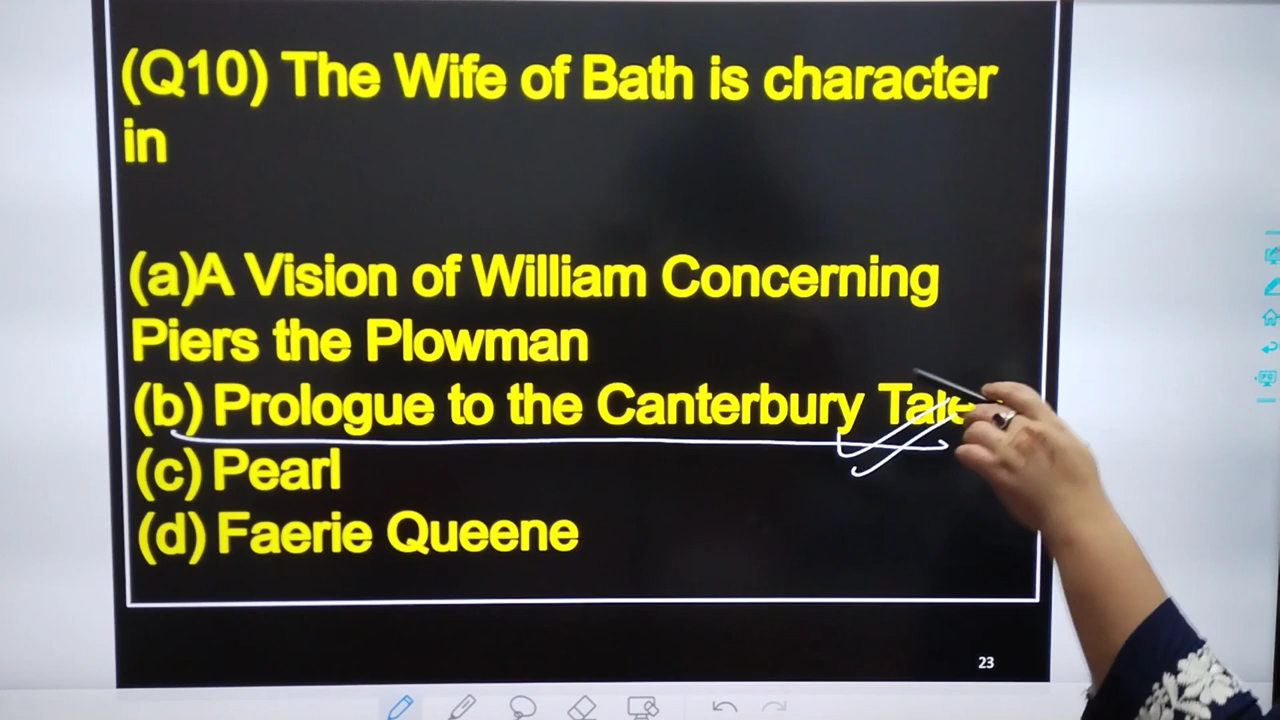 (Q10) The Wife of Bath is character
in
(a)A Vision of William Concerning
Piers the Plowman
(b) Prologue to the Canterbury Tale
(c) Pearl
(d) Faerie Queene
23